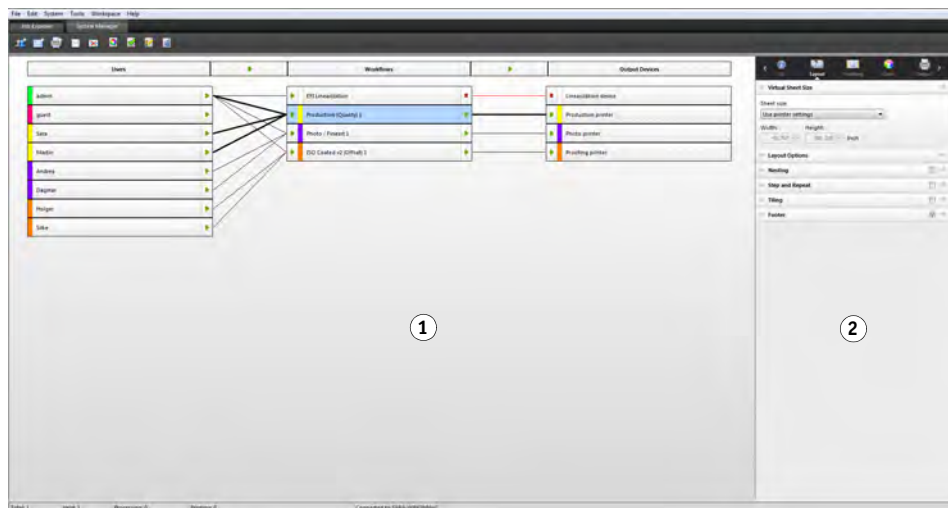 File Edit System Tools Workspace Help
Job Explorer System Manager
Users Workflows Output Devices
Layout
Virtual Sheet Size
Sheet size:
Use printer settings
Width: Height:
inch
Layout Options
Nesting
Step and Repeat
Tiling
Footer
admin EFI Linearization Linearization device
guest Production (Quality) 1 Production printer
Sara Photo / Finest 1 Photo printer
ISO Coated v2 (Offset) 1 Proofing printer
Andrea
Dagmar
Holger
Silke
1
2